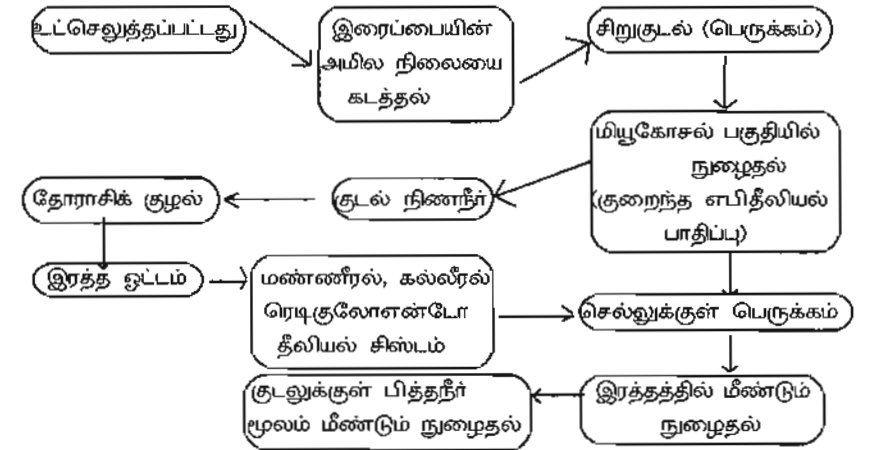 உட்செலுத்தப்பட்டது
இரைப்பையின்
அமில நிலையை
கடத்தல்
சிறுகுடல் (பெருக்கம்)
மியூகோசல் பகுதியில்
நுழைதல்
(குறைந்த எபிதீலியல்
பாதிப்பு)
குடல் நிணநீர்
தோராசிக் குழல்
இரத்த ஓட்டம்
மண்ணீரல், கல்லீரல்
ரெடிகுலோஎன்டோ
தீலியல் சிஸ்டம்
செல்லுக்குள் பெருக்கம்
இரத்தத்தில் மீண்டும்
நுழைதல்
குடலுக்குள் பித்தநீர்
மூலம் மீண்டும் நுழைதல்